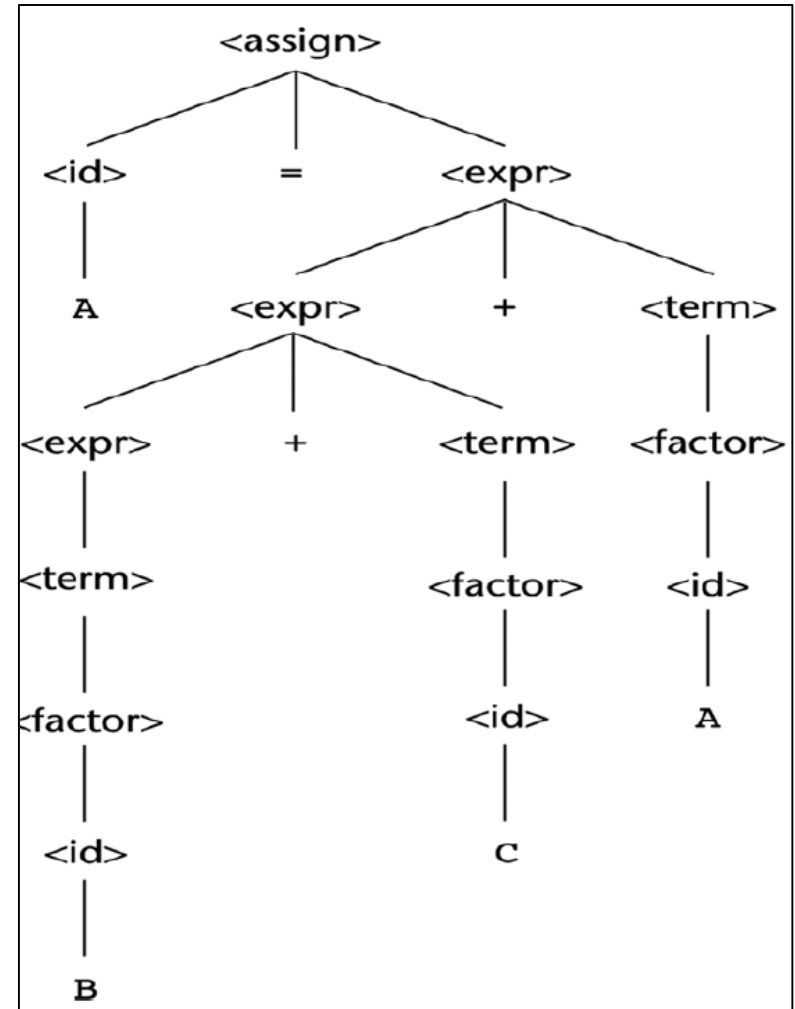 <assign>
<id> = <expr>
A <expr> + <term>
<expr> + <term> <factor>
<term> <factor> <id>
<factor> <id> A
<id> C
B